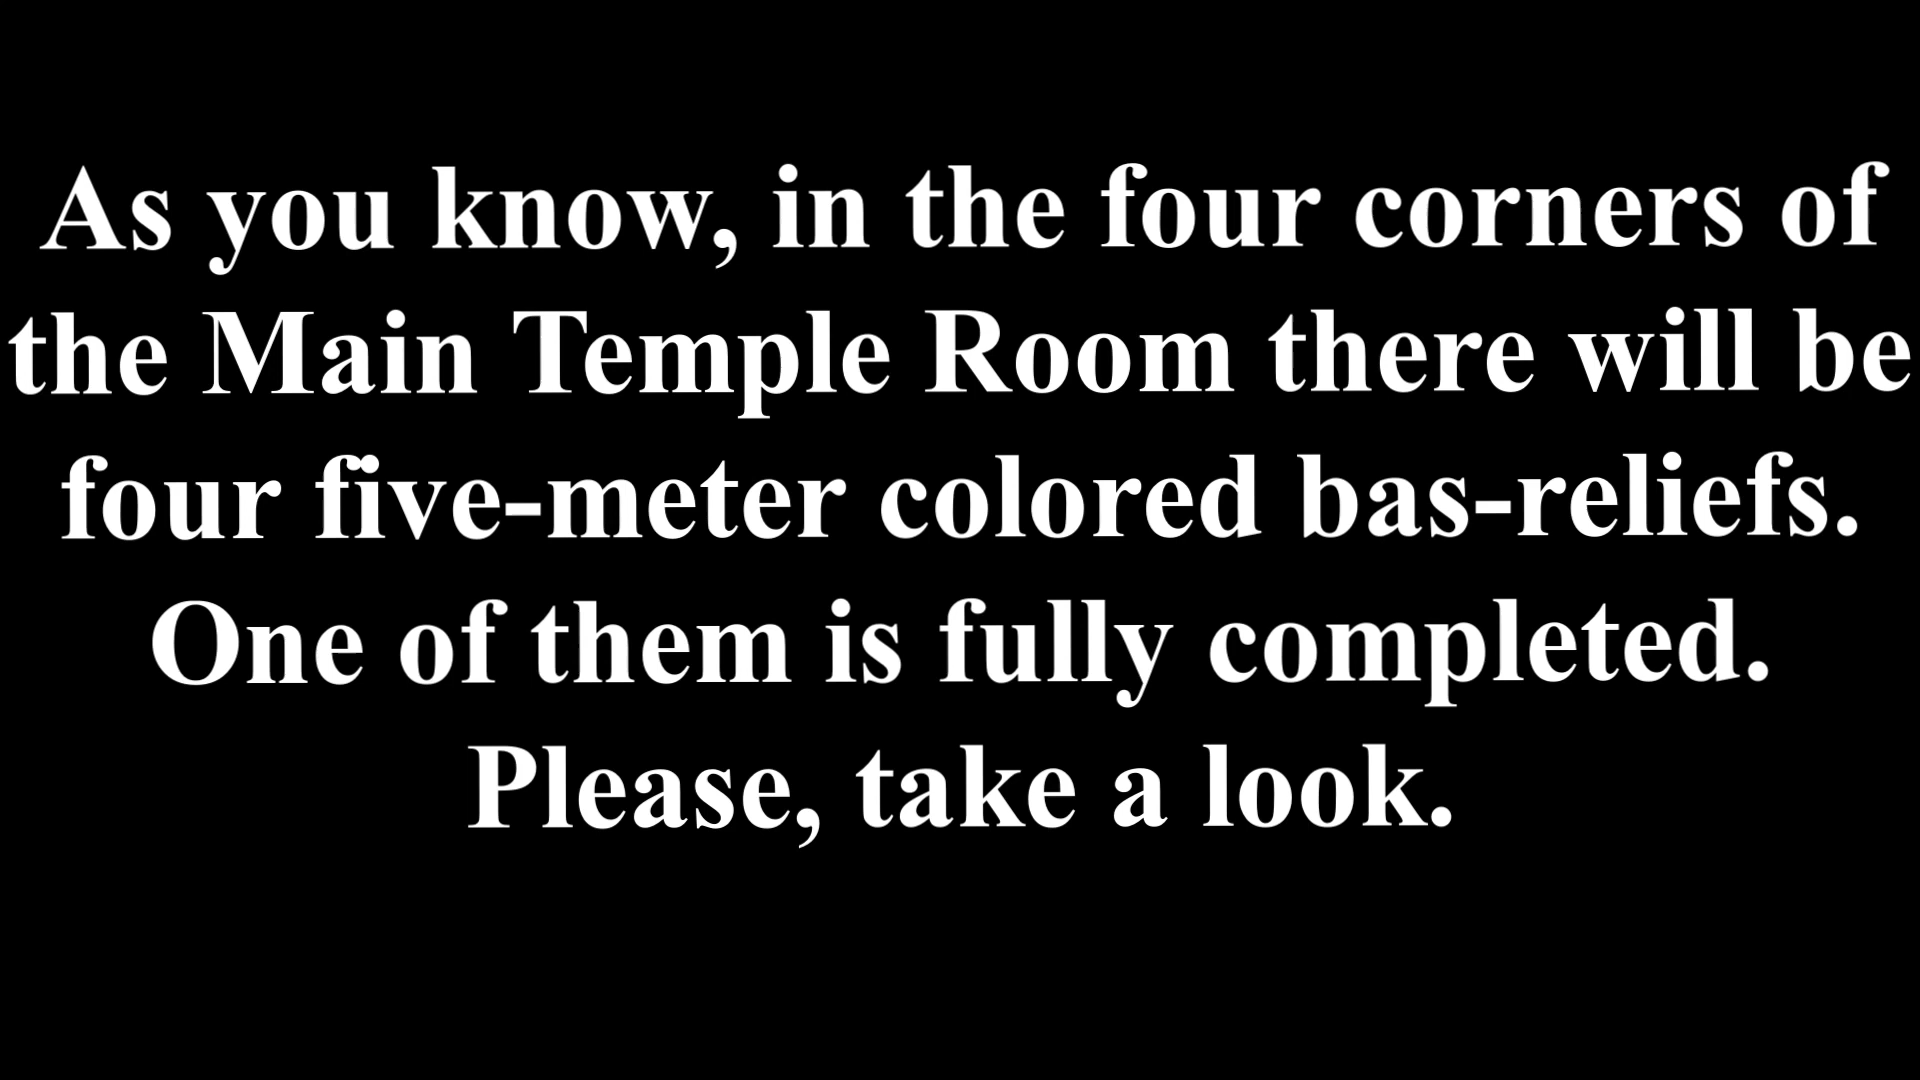 As you know, in the four corners of
the Main Temple Room there will be
four five-meter colored bas-reliefs.
One of them is fully completed.
Please, take a look.